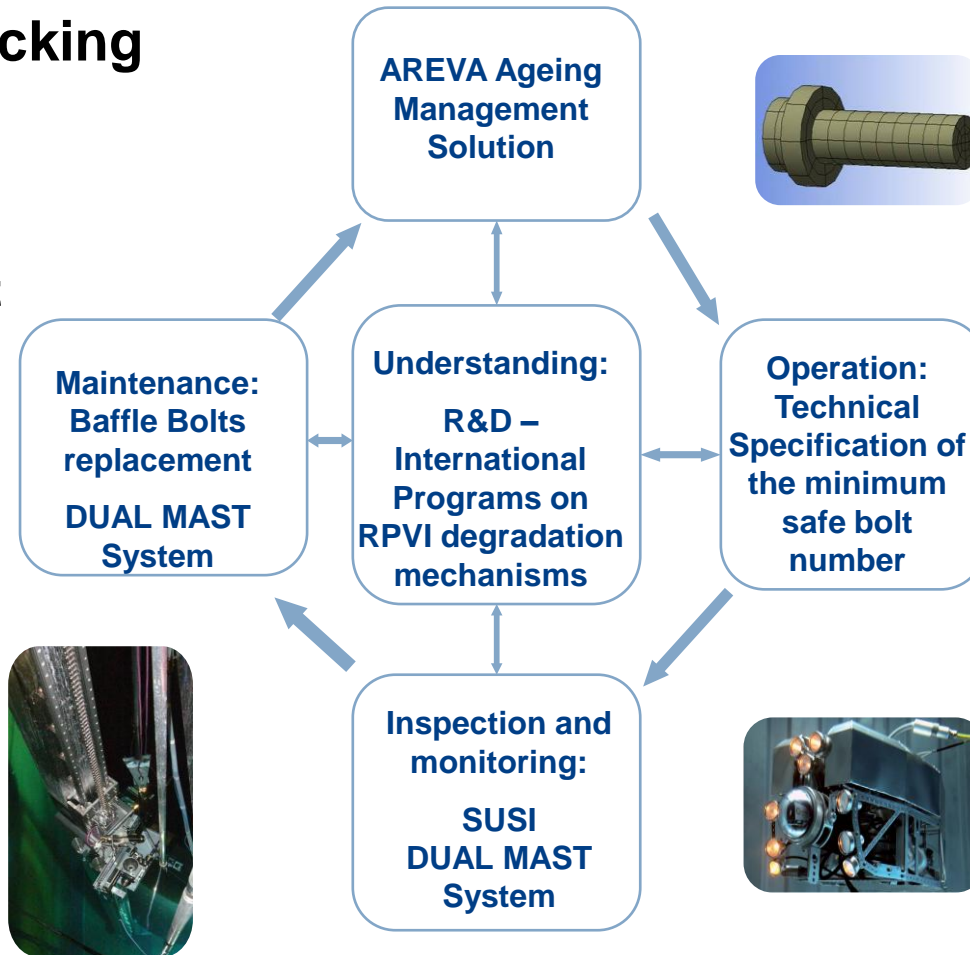 AREVA Ageing
Management
Solution
Maintenance:
Baffle Bolts
replacement
DUAL MAST
System
Understanding:
R&D –
International
Programs on
RPVI degradation
mechanisms
Operation:
Technical
Specification of
the minimum
safe bolt
number
Inspection and
monitoring:
SUSI
DUAL MAST
System